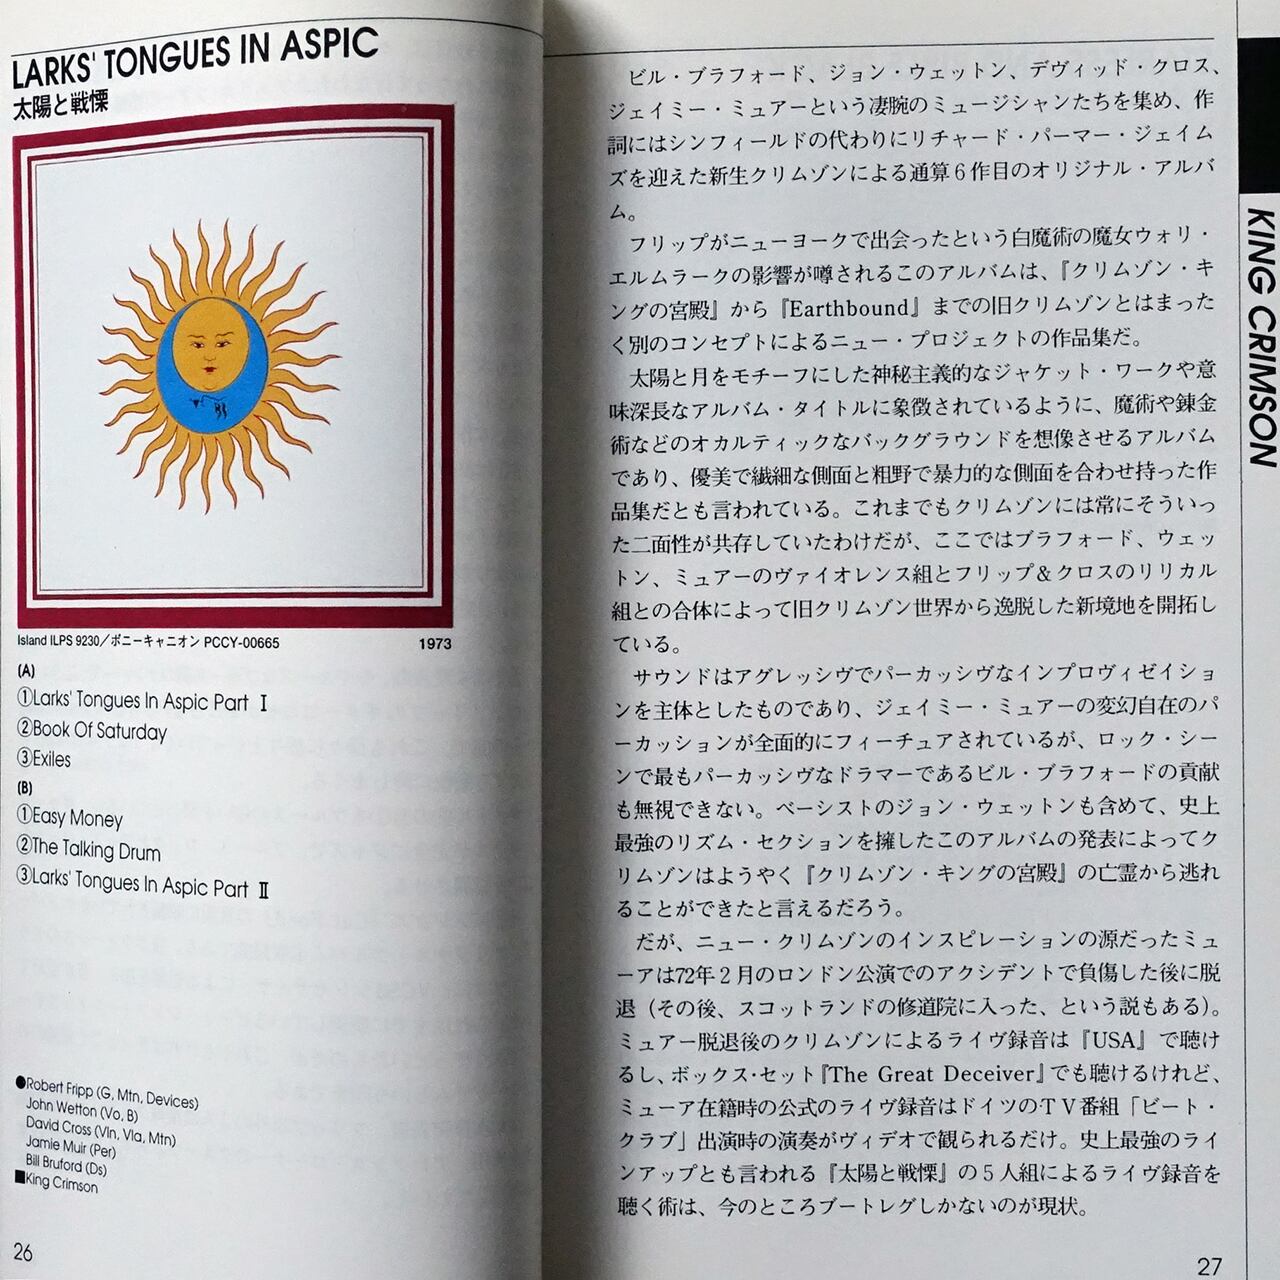 LARKS' TONGUES IN ASPIC
太陽と戦慄
Island ILPS 9230／ポニーキャニオン PCCY-00665
1973
(A)
①Larks' Tongues In Aspic Part Ⅰ
②Book Of Saturday
③Exiles
(B)
①Easy Money
②The Talking Drum
③Larks' Tongues In Aspic Part Ⅱ
●Robert Fripp (G, Mtn, Devices)
John Wetton (Vo, B)
David Cross (Vln, Vla, Mtn)
Jamie Muir (Per)
Bill Bruford (Ds)
■King Crimson
26
ビル・ブラフォード、ジョン・ウェットン、デヴィッド・クロス、
ジェイミー・ミュアーという凄腕のミュージシャンたちを集め、作
詞にはシンフィールドの代わりにリチャード・パーマー・ジェイム
ズを迎えた新生クリムゾンによる通算6作目のオリジナル・アルバ
ム。
フリップがニューヨークで出会ったという白魔術の魔女ウォリ・
エルムラークの影響が噂されるこのアルバムは、『クリムゾン・キ
ングの宮殿』から『Earthbound』までの旧クリムゾンとはまった
く別のコンセプトによるニュー・プロジェクトの作品集だ。
太陽と月をモチーフにした神秘主義的なジャケット・ワークや意
味深長なアルバム・タイトルに象徴されているように、魔術や錬金
術などのオカルティックなバックグラウンドを想像させるアルバム
であり、優美で繊細な側面と粗野で暴力的な側面を合わせ持った作
品集だとも言われている。これまでもクリムゾンには常にそういっ
た二面性が共存していたわけだが、ここではブラフォード、ウェッ
トン、ミュアーのヴァイオレンス組とフリップ＆クロスのリリカル
組との合体によって旧クリムゾン世界から逸脱した新境地を開拓し
ている。
サウンドはアグレッシヴでパーカッシヴなインプロヴィゼイショ
ンを主体としたものであり、ジェイミー・ミュアーの変幻自在のパ
ーカッションが全面的にフィーチュアされているが、ロック・シー
ンで最もパーカッシヴなドラマーであるビル・ブラフォードの貢献
も無視できない。ベーシストのジョン・ウェットンも含めて、史上
最強のリズム・セクションを擁したこのアルバムの発表によってク
リムゾンはようやく『クリムゾン・キングの宮殿』の亡霊から逃れ
ることができたと言えるだろう。
だが、ニュー・クリムゾンのインスピレーションの源だったミュ
ーアは72年2月のロンドン公演でのアクシデントで負傷した後に脱
退（その後、スコットランドの修道院に入った、という説もある）。
ミュアー脱退後のクリムゾンによるライヴ録音は『USA』で聴け
るし、ボックス・セット『The Great Deceiver』でも聴けるけれど、
ミューア在籍時の公式のライヴ録音はドイツのTV番組「ビート・
クラブ」出演時の演奏がヴィデオで観られるだけ。史上最強のライ
ンアップとも言われる『太陽と戦慄』の5人組によるライヴ録音を
聴く術は、今のところブートレグしかないのが現状。
KING CRIMSON
27